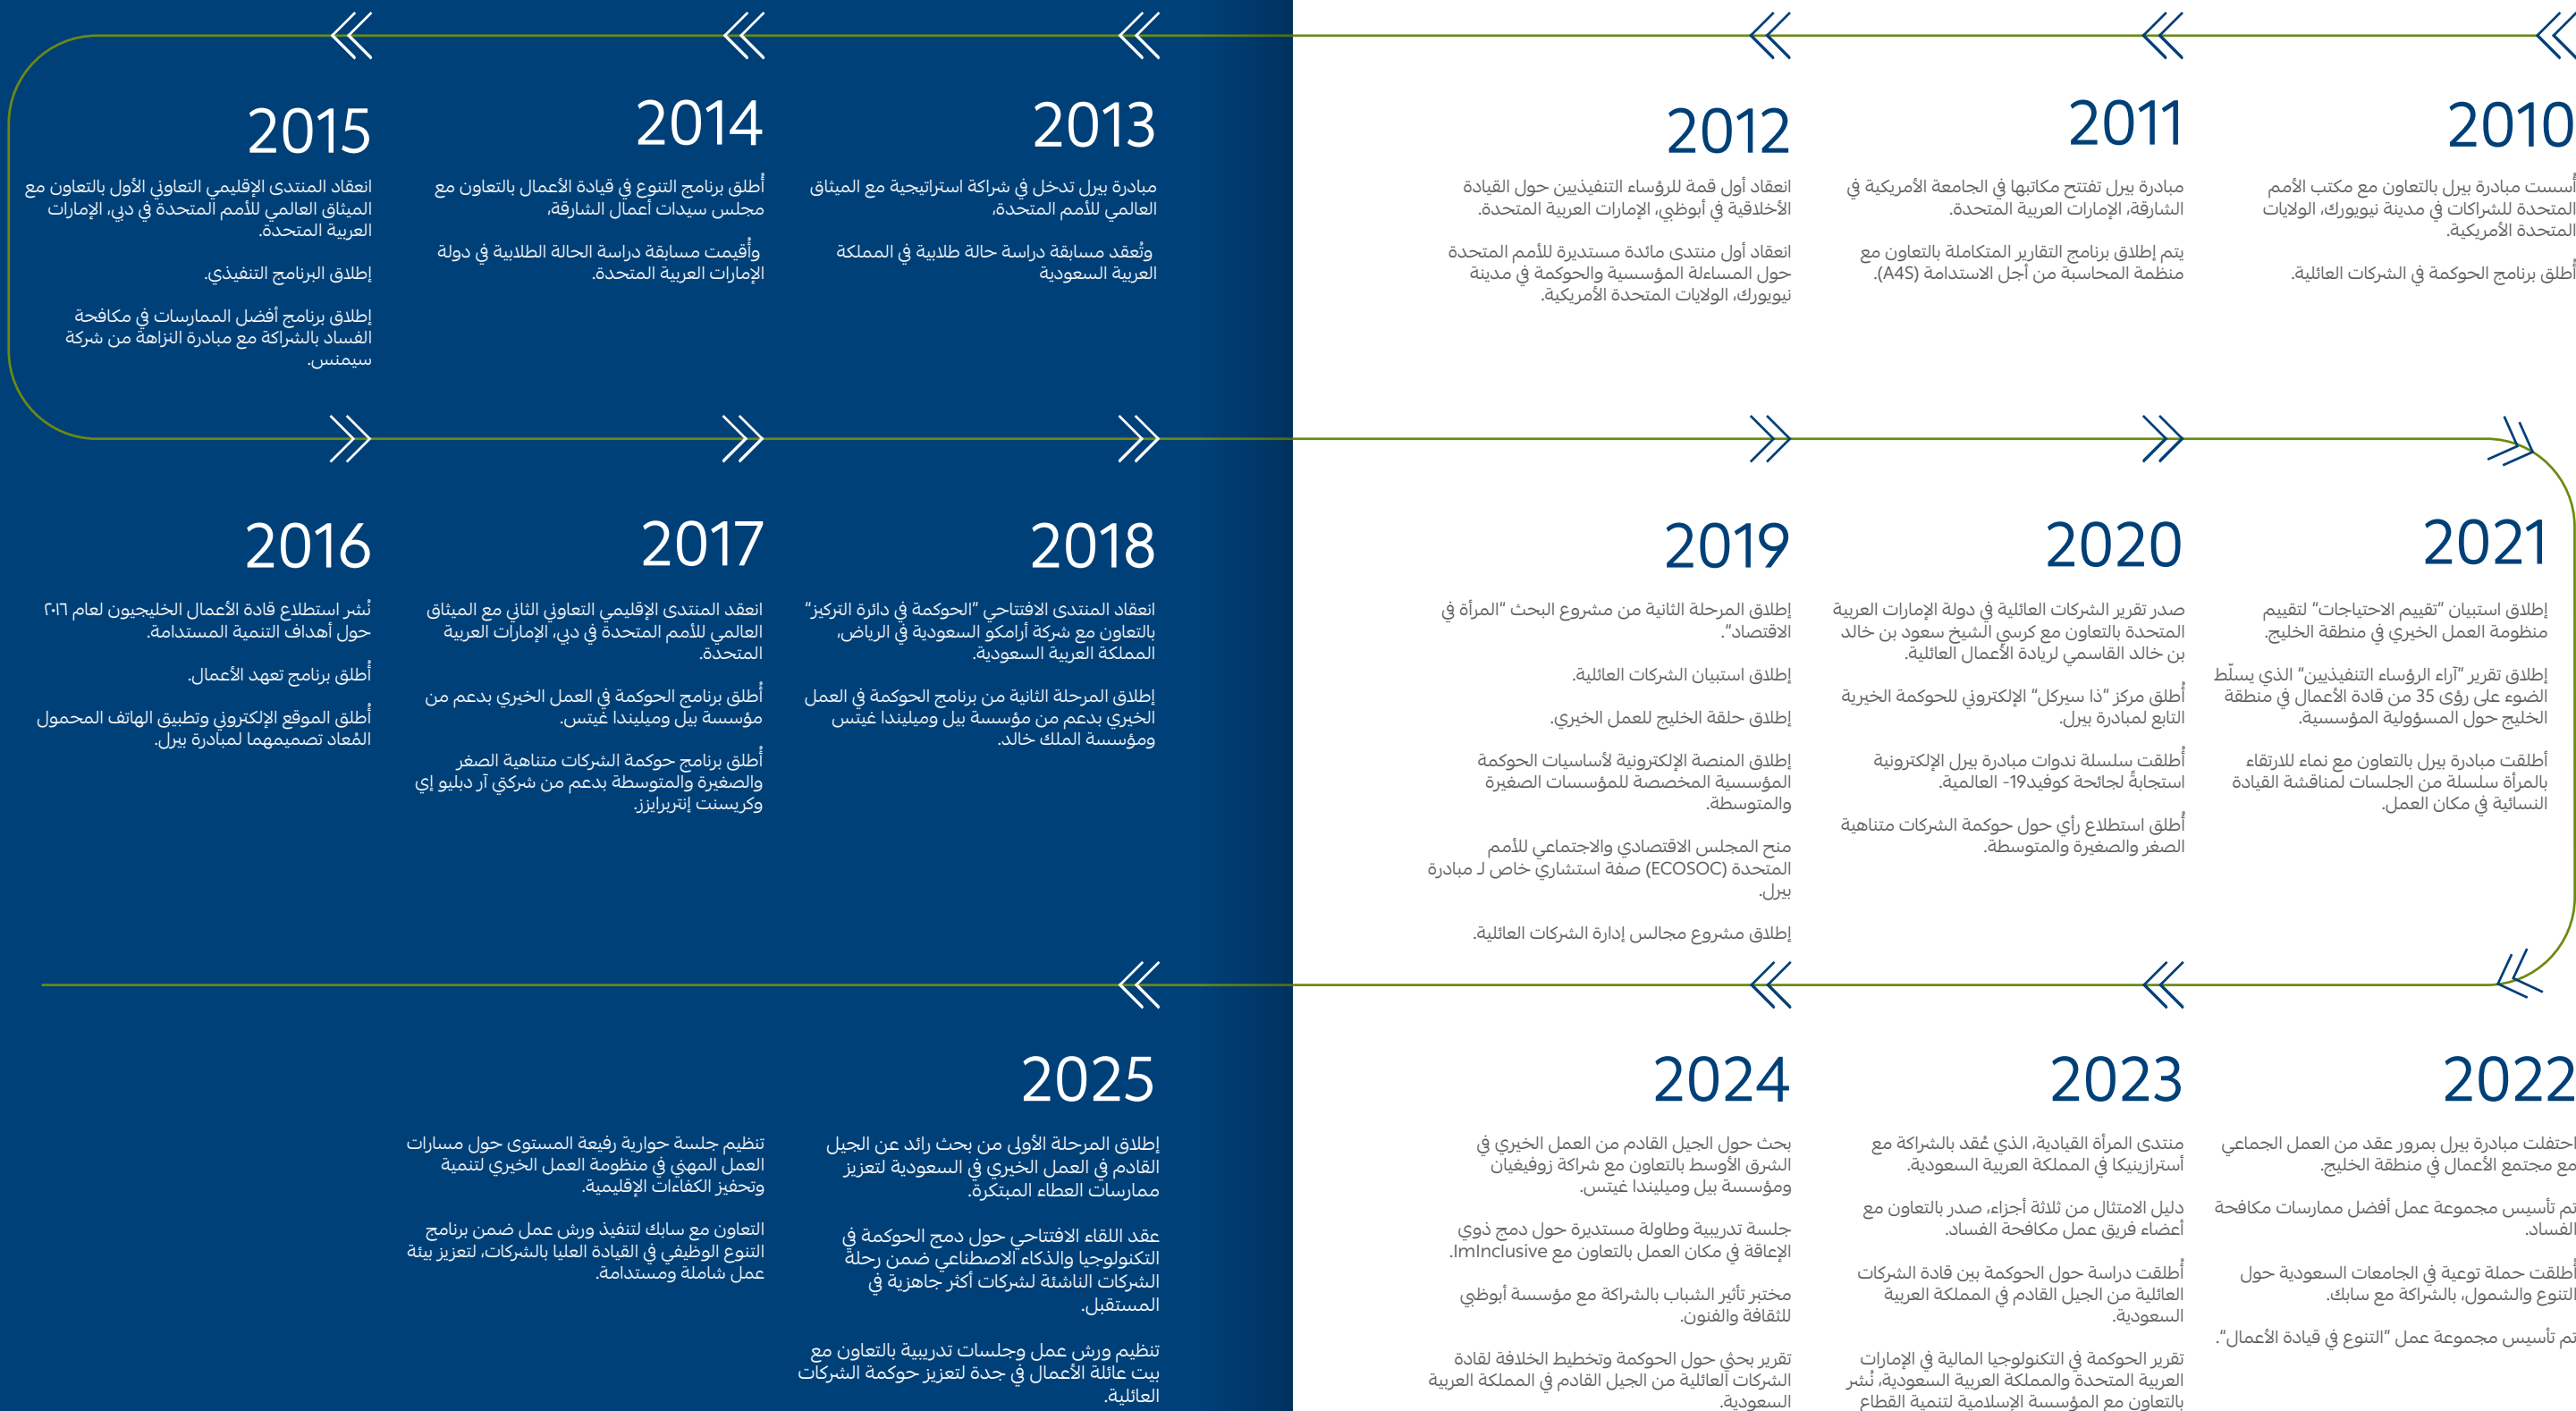 2010
أُسست مبادرة بيرل بالتعاون مع مكتب الأمم
المتحدة للشراكات في مدينة نيويورك، الولايات
المتحدة الأمريكية.
أُطلق برنامج الحوكمة في الشركات العائلية.
2011
مبادرة بيرل تفتتح مكاتبها في الجامعة الأمريكية في
الشارقة، الإمارات العربية المتحدة.
يتم إطلاق برنامج التقارير المتكاملة بالتعاون مع
منظمة المحاسبة من أجل الاستدامة (A4S).
2012
انعقاد أول قمة للرؤساء التنفيذيين حول القيادة
الأخلاقية في أبوظبي، الإمارات العربية المتحدة.
انعقاد أول منتدى مائدة مستديرة للأمم المتحدة
حول المساءلة المؤسسية والحوكمة في مدينة
نيويورك، الولايات المتحدة الأمريكية.
2013
مبادرة بيرل تدخل في شراكة استراتيجية مع الميثاق
العالمي للأمم المتحدة،
وتُعقد مسابقة دراسة حالة طلابية في المملكة
العربية السعودية
2014
أُطلق برنامج التنوع في قيادة الأعمال بالتعاون مع
مجلس سيدات أعمال الشارقة،
وأُقيمت مسابقة دراسة الحالة الطلابية في دولة
الإمارات العربية المتحدة.
2015
انعقاد المنتدى الإقليمي التعاوني الأول بالتعاون مع
الميثاق العالمي للأمم المتحدة في دبي، الإمارات
العربية المتحدة.
إطلاق البرنامج التنفيذي.
إطلاق برنامج أفضل الممارسات في مكافحة
الفساد بالشراكة مع مبادرة النزاهة من شركة
سيمنس.
2016
نُشر استطلاع قادة الأعمال الخليجيون لعام ٢٠١٦
حول أهداف التنمية المستدامة.
أُطلق برنامج تعهد الأعمال.
أُطلق الموقع الإلكتروني وتطبيق الهاتف المحمول
المُعاد تصميمهما لمبادرة بيرل.
2017
انعقد المنتدى الإقليمي التعاوني الثاني مع الميثاق
العالمي للأمم المتحدة في دبي، الإمارات العربية
المتحدة.
أُطلق برنامج الحوكمة في العمل الخيري بدعم من
مؤسسة بيل وميليندا غيتس.
أُطلق برنامج حوكمة الشركات متناهية الصغر
والصغيرة والمتوسطة بدعم من شركتي آر دبليو إي
وكريسنت إنتربرايزز.
2018
انعقاد المنتدى الافتتاحي "الحوكمة في دائرة التركيز"
بالتعاون مع شركة أرامكو السعودية في الرياض،
المملكة العربية السعودية.
إطلاق المرحلة الثانية من برنامج الحوكمة في العمل
الخيري بدعم من مؤسسة بيل وميليندا غيتس
ومؤسسة الملك خالد.
2019
إطلاق المرحلة الثانية من مشروع البحث "المرأة في
الاقتصاد".
إطلاق استبيان الشركات العائلية.
إطلاق حلقة الخليج للعمل الخيري.
إطلاق المنصة الإلكترونية لأساسيات الحوكمة
المؤسسية المخصصة للمؤسسات الصغيرة
والمتوسطة.
منح المجلس الاقتصادي والاجتماعي للأمم
المتحدة (ECOSOC) صفة استشاري خاص لـ مبادرة
بيرل.
إطلاق مشروع مجالس إدارة الشركات العائلية.
2020
صدر تقرير الشركات العائلية في دولة الإمارات العربية
المتحدة بالتعاون مع كرسي الشيخ سعود بن خالد
بن خالد القاسمي لريادة الأعمال العائلية.
أُطلق مركز "ذا سيركل" الإلكتروني للحوكمة الخيرية
التابع لمبادرة بيرل.
أُطلقت سلسلة ندوات مبادرة بيرل الإلكترونية
استجابةً لجائحة كوفيد19- العالمية.
أُطلق استطلاع رأي حول حوكمة الشركات متناهية
الصغر والصغيرة والمتوسطة.
2021
إطلاق استبيان "تقييم الاحتياجات" لتقييم
منظومة العمل الخيري في منطقة الخليج.
إطلاق تقرير "آراء الرؤساء التنفيذيين" الذي يسلّط
الضوء على رؤى 35 من قادة الأعمال في منطقة
الخليج حول المسؤولية المؤسسية.
أطلقت مبادرة بيرل بالتعاون مع نماء للارتقاء
بالمرأة سلسلة من الجلسات لمناقشة القيادة
النسائية في مكان العمل.
2022
احتفلت مبادرة بيرل بمرور عقد من العمل الجماعي
مع مجتمع الأعمال في منطقة الخليج.
تم تأسيس مجموعة عمل أفضل ممارسات مكافحة
الفساد.
أُطلقت حملة توعية في الجامعات السعودية حول
التنوع والشمول، بالشراكة مع سابك.
تم تأسيس مجموعة عمل "التنوع في قيادة الأعمال".
2023
منتدى المرأة القيادية، الذي عُقد بالشراكة مع
أسترازينيكا في المملكة العربية السعودية.
دليل الامتثال من ثلاثة أجزاء، صدر بالتعاون مع
أعضاء فريق عمل مكافحة الفساد.
أُطلقت دراسة حول الحوكمة بين قادة الشركات
العائلية من الجيل القادم في المملكة العربية
السعودية.
تقرير الحوكمة في التكنولوجيا المالية في الإمارات
العربية المتحدة والمملكة العربية السعودية، نُشر
بالتعاون مع المؤسسة الإسلامية لتنمية القطاع
2024
بحث حول الجيل القادم من العمل الخيري في
الشرق الأوسط بالتعاون مع شراكة زوفيغيان
ومؤسسة بيل وميليندا غيتس.
جلسة تدريبية وطاولة مستديرة حول دمج ذوي
الإعاقة في مكان العمل بالتعاون مع ImInclusive.
مختبر تأثير الشباب بالشراكة مع مؤسسة أبوظبي
للثقافة والفنون.
تقرير بحثي حول الحوكمة وتخطيط الخلافة لقادة
الشركات العائلية من الجيل القادم في المملكة العربية
السعودية.
2025
إطلاق المرحلة الأولى من بحث رائد عن الجيل
القادم في العمل الخيري في السعودية لتعزيز
ممارسات العطاء المبتكرة.
عقد اللقاء الافتتاحي حول دمج الحوكمة في
التكنولوجيا والذكاء الاصطناعي ضمن رحلة
الشركات الناشئة لشركات أكثر جاهزية في
المستقبل.
تنظيم ورش عمل وجلسات تدريبية بالتعاون مع
بيت عائلة الأعمال في جدة لتعزيز حوكمة الشركات
العائلية.
تنظيم جلسة حوارية رفيعة المستوى حول مسارات
العمل المهني في منظومة العمل الخيري لتنمية
وتحفيز الكفاءات الإقليمية.
التعاون مع سابك لتنفيذ ورش عمل ضمن برنامج
التنوع الوظيفي في القيادة العليا بالشركات، لتعزيز بيئة
عمل شاملة ومستدامة.